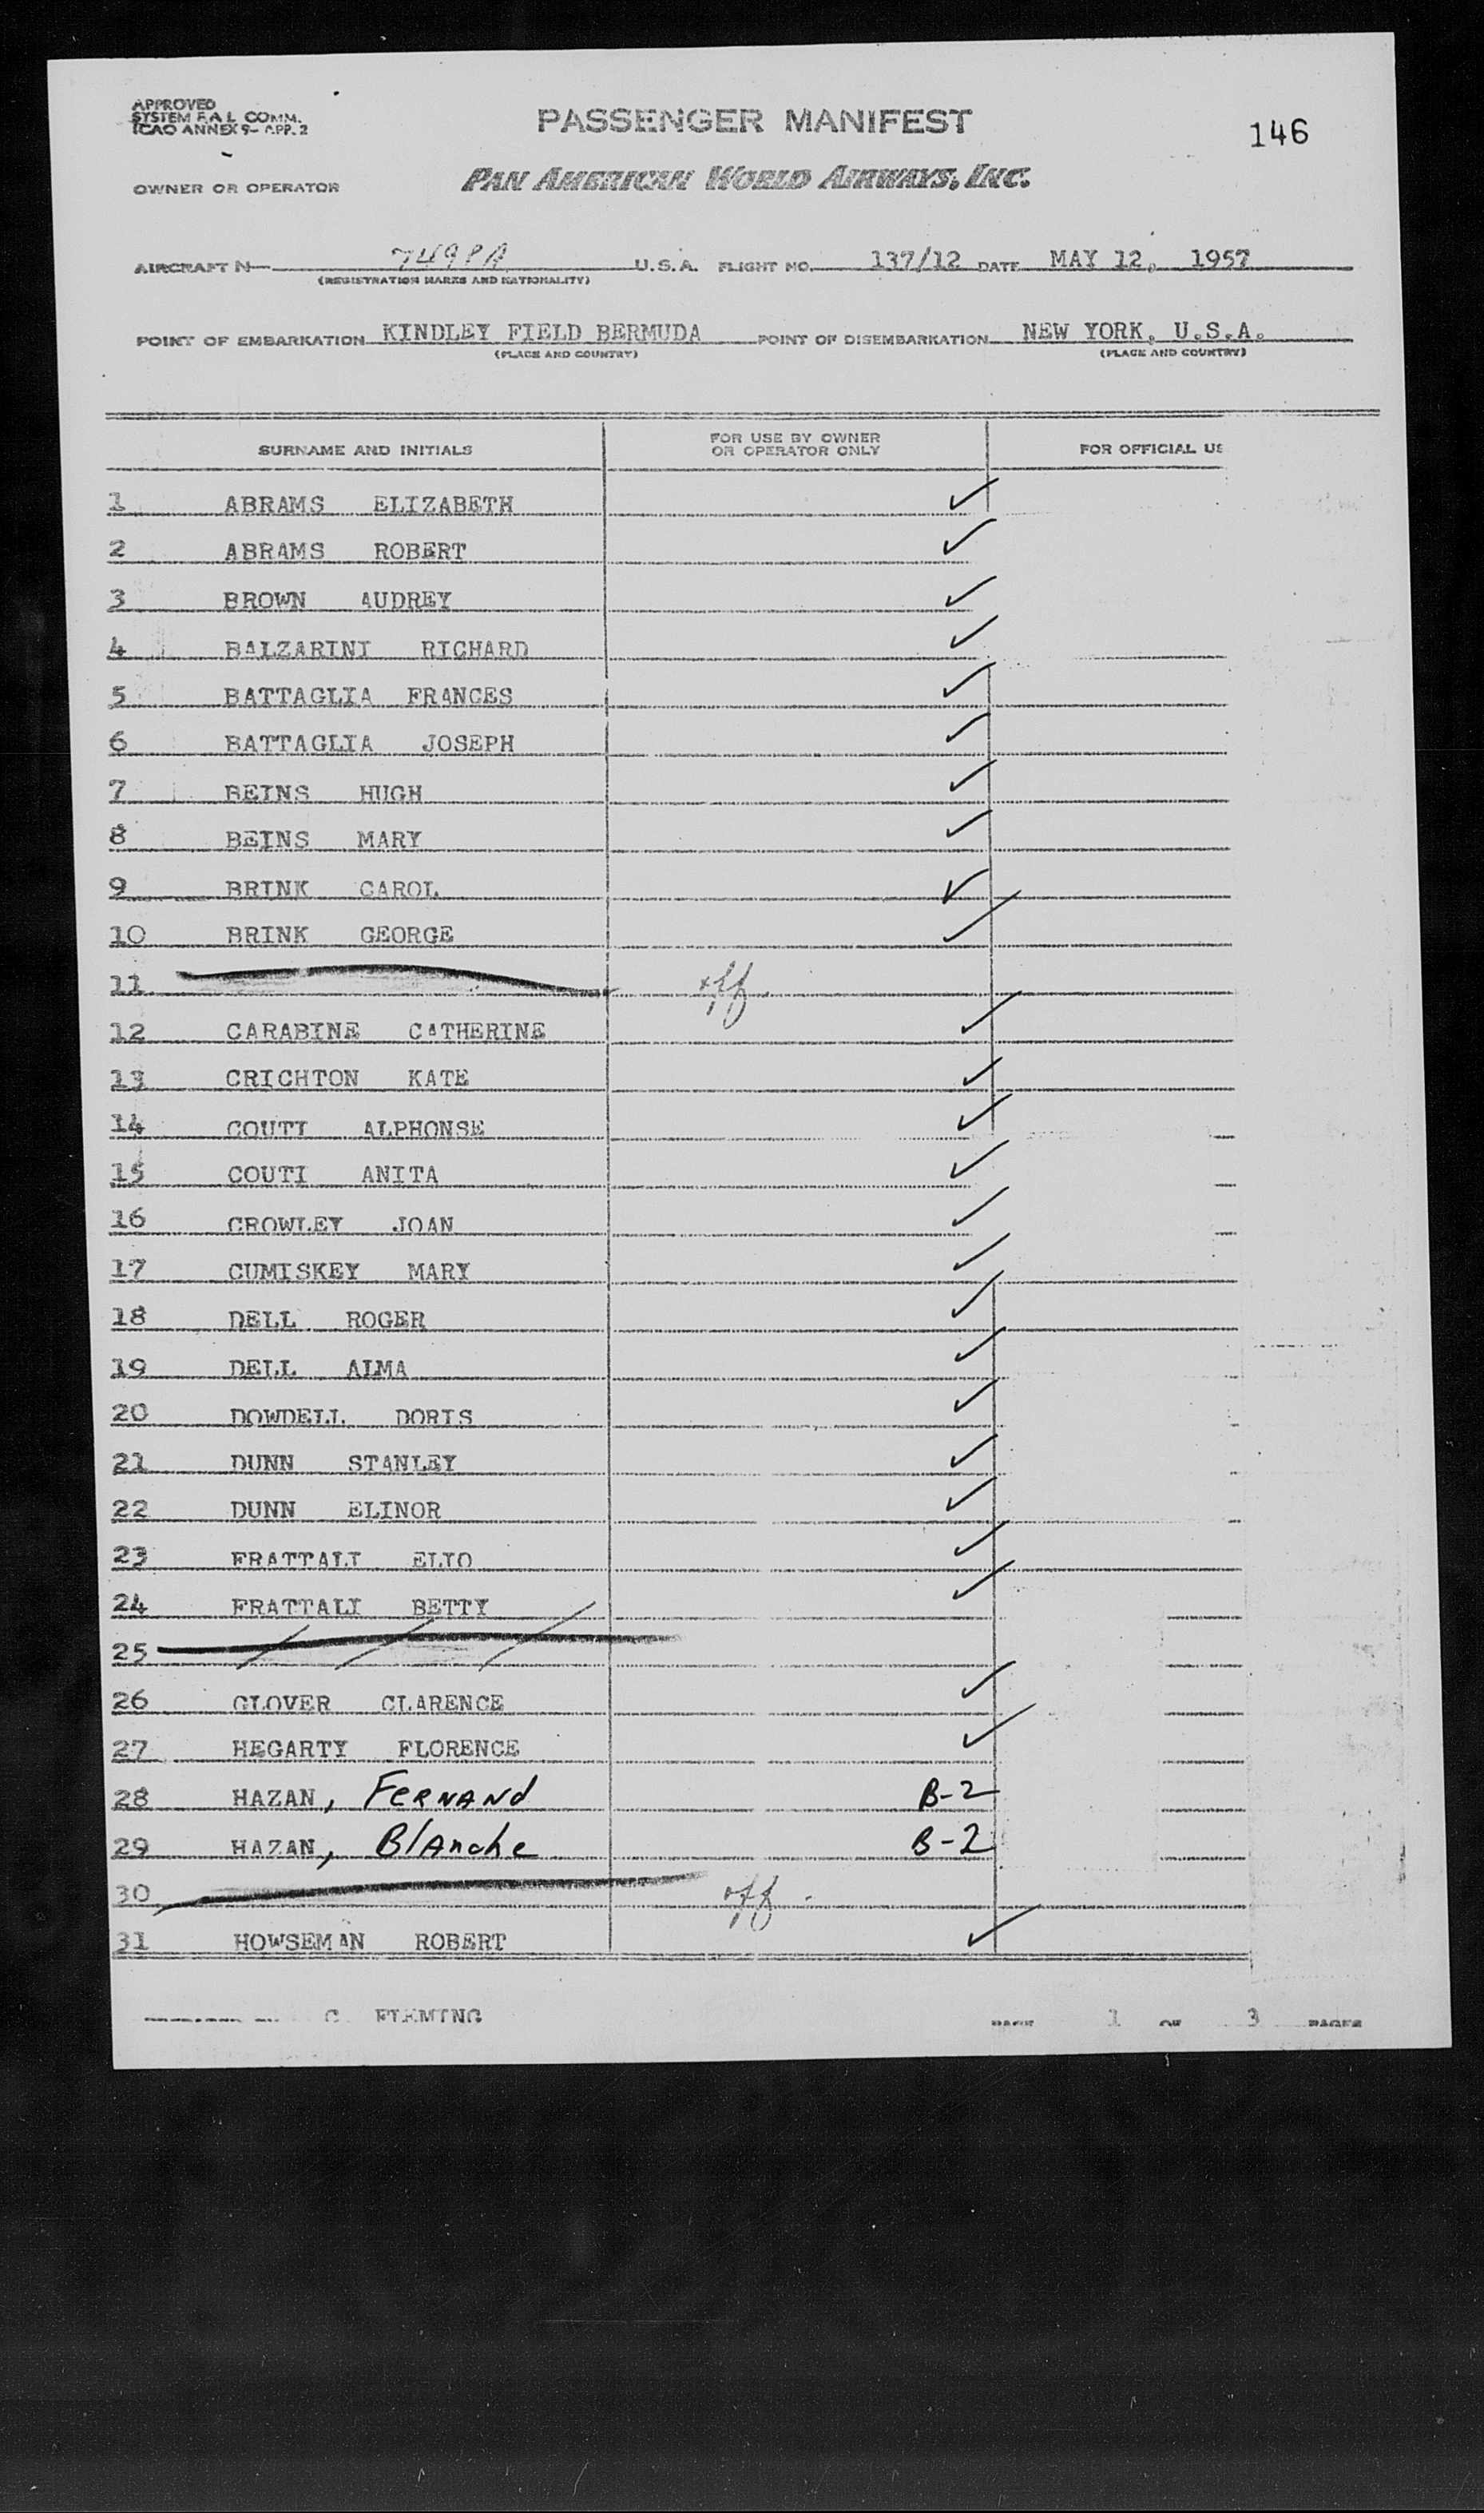 APPROVED
SYSTEM F.A.L. COMM.
ICAO ANNEX 9- APP. 2
PASSENGER MANIFEST
146
OWNER OR OPERATOR
PAN AMERICAN WORLD AIRWAYS, INC.
AIRCRAFT N U.S.A. FLIGHT NO. 137/12 DATE MAY 12, 1957
(REGISTRATION MARKS AND NATIONALITY)
POINT OF EMBARKATION KINDLEY FIELD BERMUDA POINT OF DISEMBARKATION NEW YORK, U.S.A.
(PLACE AND COUNTRY) (PLACE AND COUNTRY)
SURNAME AND INITIALS
FOR USE BY OWNER
OR OPERATOR ONLY
FOR OFFICIAL US
1 ABRAMS ELIZABETH
2 ABRAMS ROBERT
3 BROWN AUDREY
4 BALZARINI RICHARD
5 BATTAGLIA FRANCES
6 BATTAGLIA JOSEPH
7 BEINS HUGH
8 BEINS MARY
9 BRINK CAROL
10 BRINK GEORGE
11 off
12 CARABINE CATHERINE
13 CRICHTON KATE
14 COUTI ALPHONSE
15 COUTI ANITA
16 CROWLEY JOAN
17 CUMISKEY MARY
18 DELL ROGER
19 DELL ALMA
20 DOWDELL DORIS
21 DUNN STANLEY
22 DUNN ELINOR
23 FRATTALI ELIO
24 FRATTALI BETTY
25
26 GLOVER CLARENCE
27 HEGARTY FLORENCE
28 HAZAN, FERNANd B-2
29 HAZAN, BlAnche B-2
30 off
31 HOWSEMAN ROBERT
C. FLEMING
PAGE 1 OF 3 PAGES